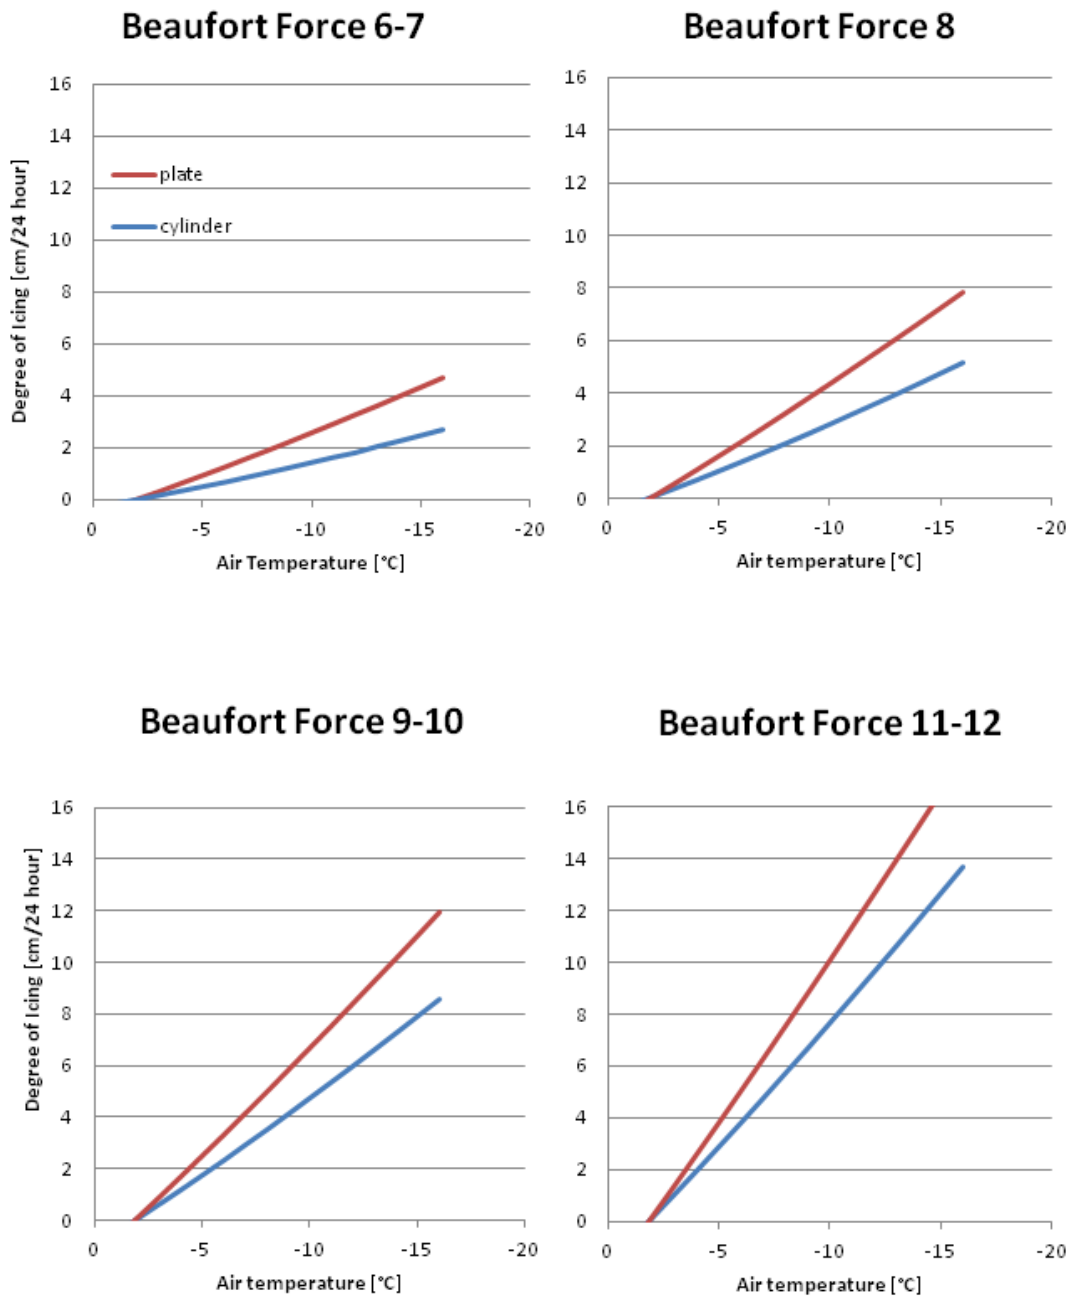 Beaufort Force 6-7
Degree of Icing [cm/24 hour]
16
14
12
10
8
6
4
2
0
plate
cylinder
0 -5 -10 -15 -20
Air Temperature [°C]
Beaufort Force 8
16
14
12
10
8
6
4
2
0
0 -5 -10 -15 -20
Air temperature [°C]
Beaufort Force 9-10
Degree of Icing [cm/24 hour]
16
14
12
10
8
6
4
2
0
0 -5 -10 -15 -20
Air temperature [°C]
Beaufort Force 11-12
16
14
12
10
8
6
4
2
0
0 -5 -10 -15 -20
Air temperature [°C]